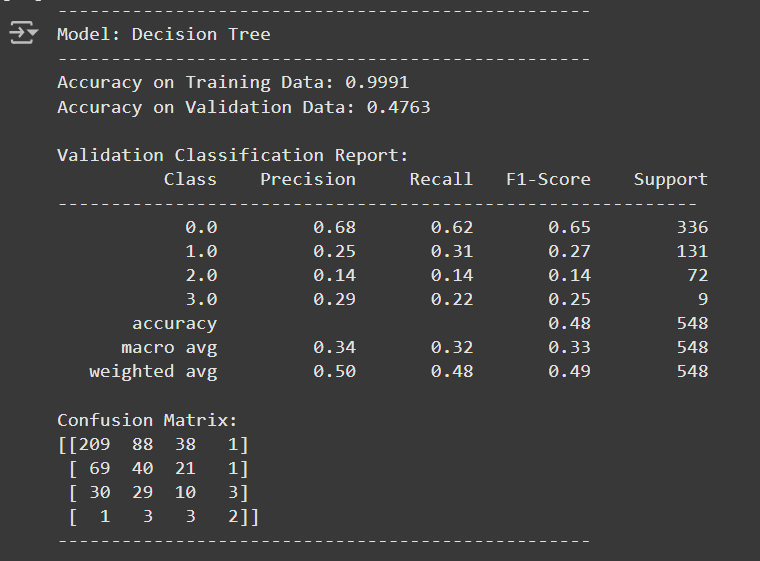 --------------------------------------------------
Model: Decision Tree
--------------------------------------------------
Accuracy on Training Data: 0.9991
Accuracy on Validation Data: 0.4763
Validation Classification Report:
Class Precision Recall F1-Score Support
------------------------------------------------------------
0.0 0.68 0.62 0.65 336
1.0 0.25 0.31 0.27 131
2.0 0.14 0.14 0.14 72
3.0 0.29 0.22 0.25 9
accuracy 0.48 548
macro avg 0.34 0.32 0.33 548
weighted avg 0.50 0.48 0.49 548
Confusion Matrix:
[[209 88 38 1]
[ 69 40 21 1]
[ 30 29 10 3]
[ 1 3 3 2]]
--------------------------------------------------